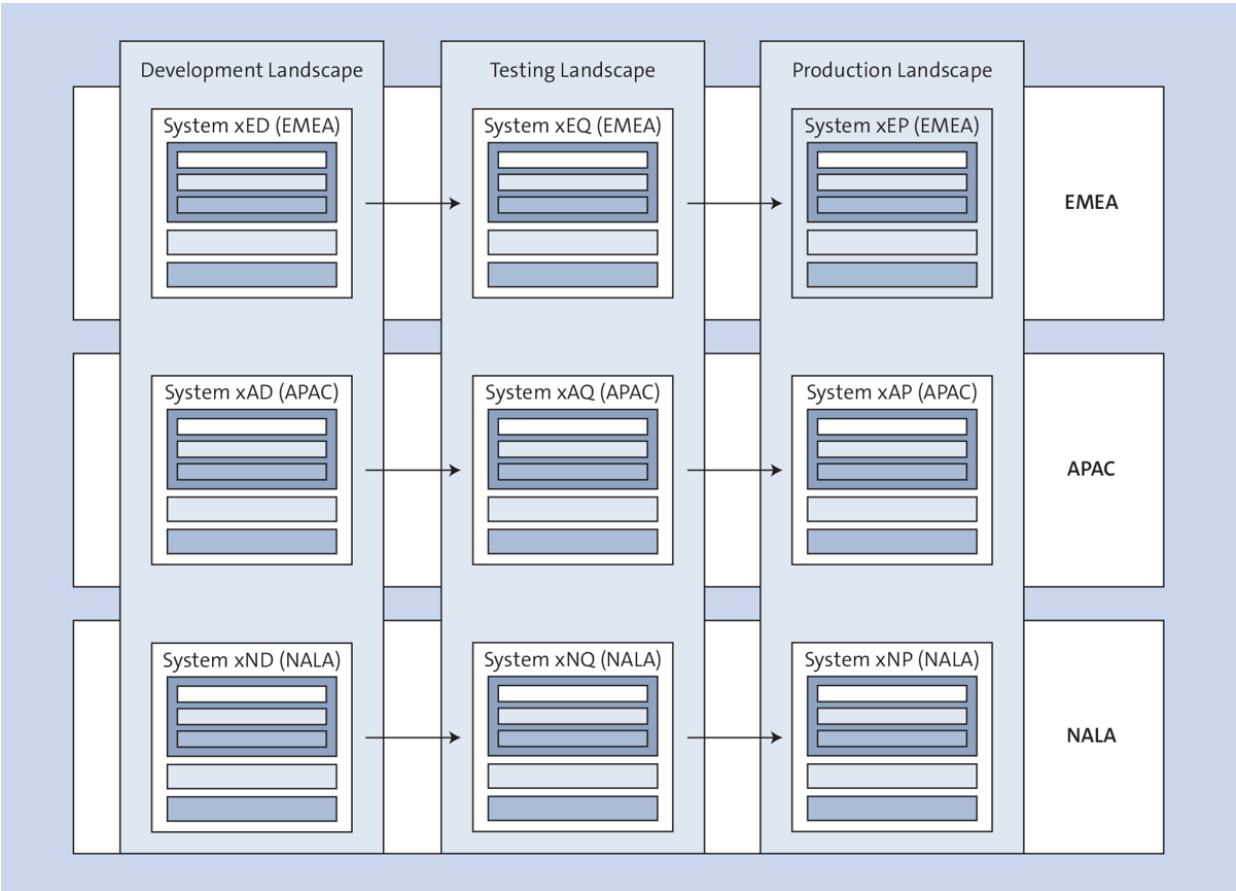 Development Landscape
Testing Landscape
Production Landscape
System xED (EMEA)
System xEQ (EMEA)
System xEP (EMEA)
EMEA
System xAD (APAC)
System xAQ (APAC)
System xAP (APAC)
APAC
System xND (NALA)
System xNQ (NALA)
System xNP (NALA)
NALA